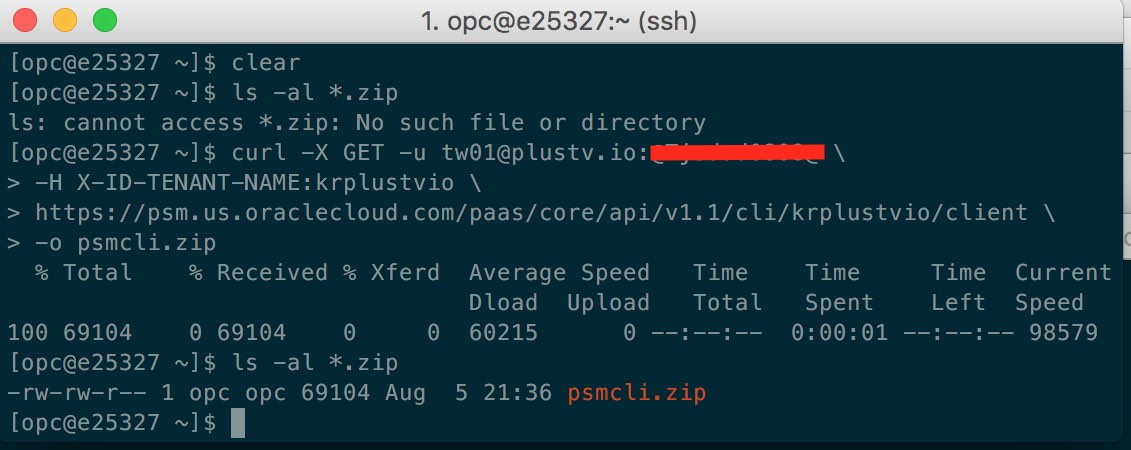 1. opc@e25327:~ (ssh)
[opc@e25327 ~]$ clear
[opc@e25327 ~]$ ls -al *.zip
ls: cannot access *.zip: No such file or directory
[opc@e25327 ~]$ curl -X GET -u tw01@plustv.io: \
> -H X-ID-TENANT-NAME:krplustvio \
> https://psm.us.oraclecloud.com/paas/core/api/v1.1/cli/krplustvio/client \
> -o psmcli.zip
% Total % Received % Xferd Average Speed Time Time Time Current
Dload Upload Total Spent Left Speed
100 69104 0 69104 0 0 60215 0 --:--:-- 0:00:01 --:--:-- 98579
[opc@e25327 ~]$ ls -al *.zip
-rw-rw-r-- 1 opc opc 69104 Aug 5 21:36 psmcli.zip
[opc@e25327 ~]$